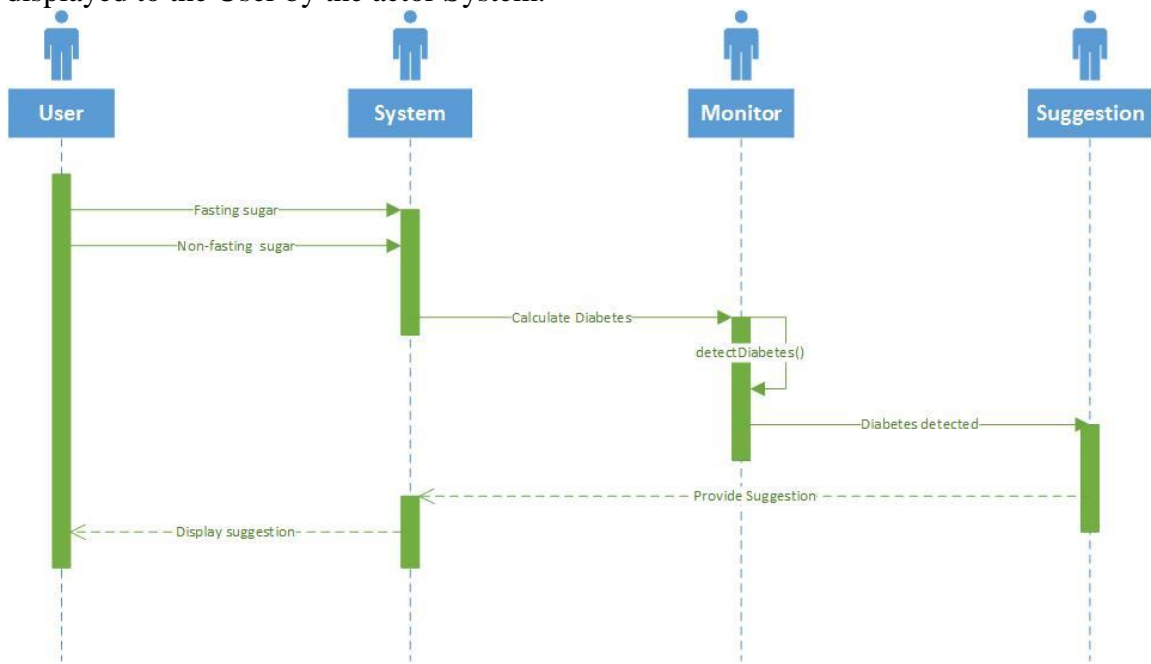 displayed to the User by the actor System.
User
System
Monitor
Suggestion
Fasting sugar
Non-fasting sugar
Calculate Diabetes
detectDiabetes()
Diabetes detected
Provide Suggestion
Display suggestion